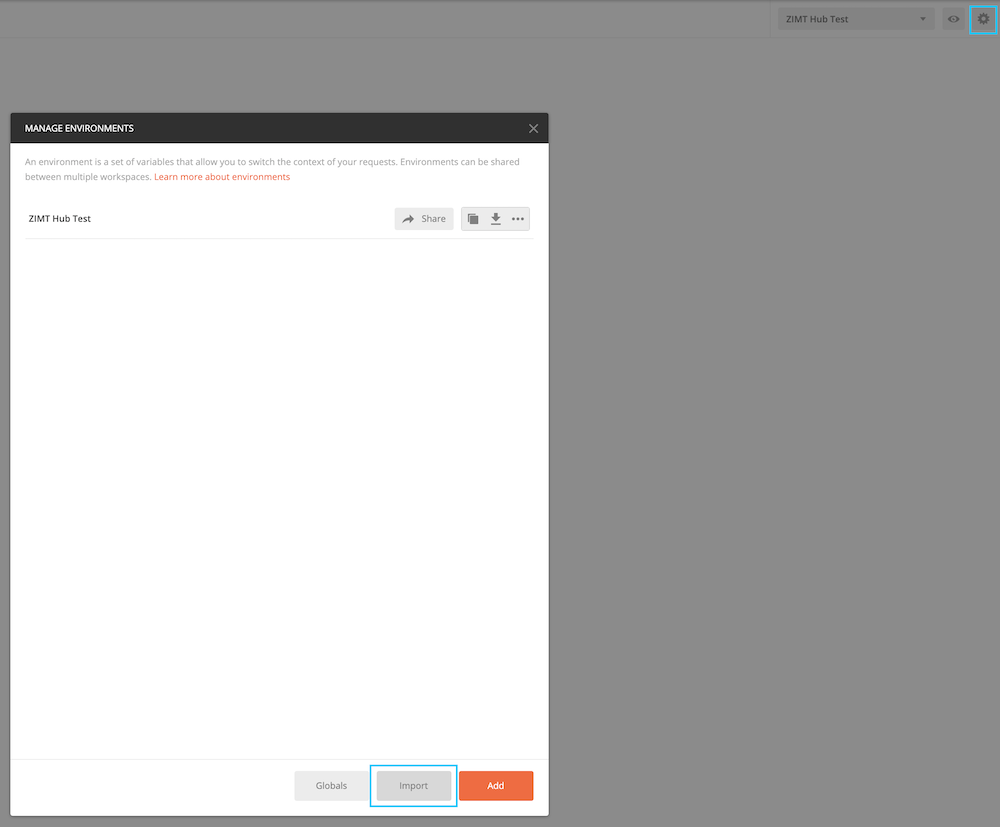 ZIMT Hub Test
MANAGE ENVIRONMENTS
An environment is a set of variables that allow you to switch the context of your requests. Environments can be shared
between multiple workspaces. Learn more about environments
ZIMT Hub Test
Share
Globals
Import
Add